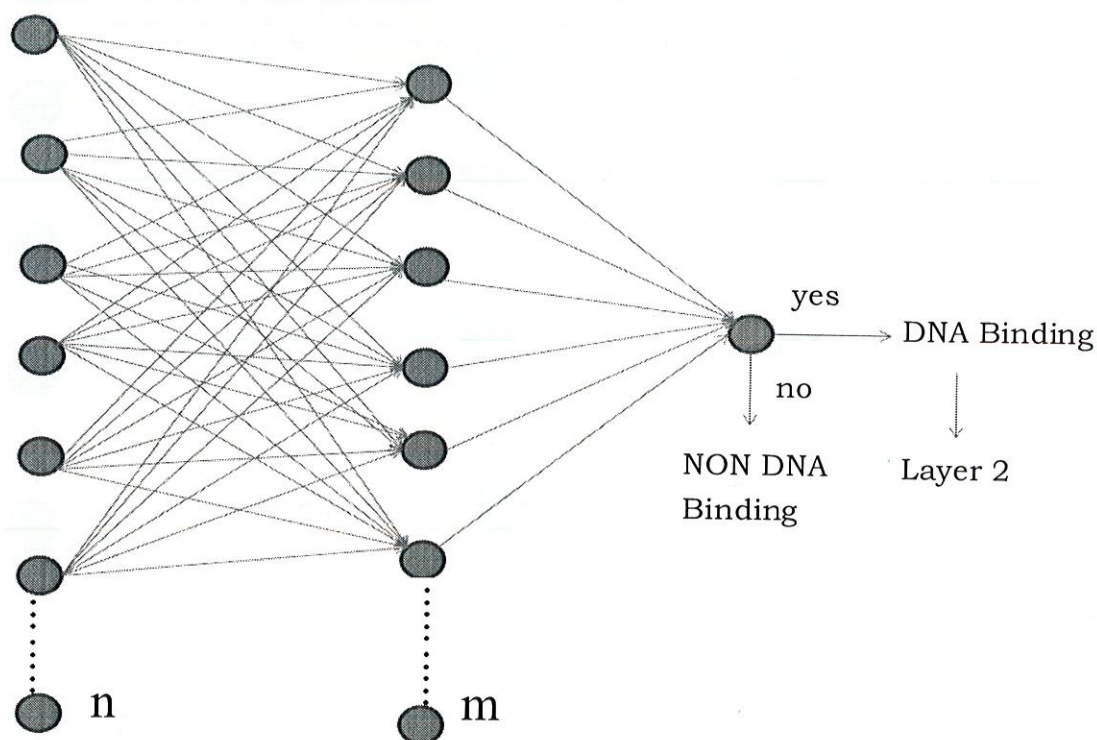 yes
DNA Binding
no
NON DNA
Binding
Layer 2
n
m